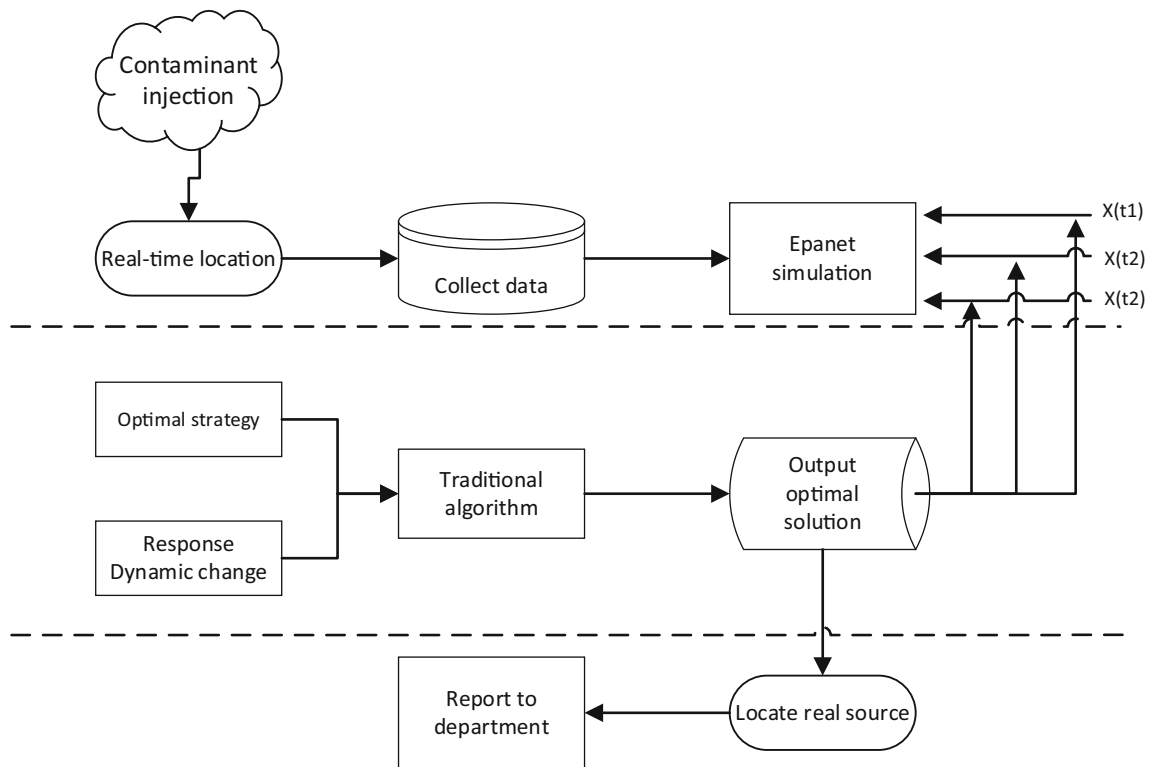 Contaminant
injection
Real-time location
Collect data
Epanet
simulation
X(t1)
X(t2)
X(t2)
Optimal strategy
Response
Dynamic change
Traditional
algorithm
Output
optimal
solution
Report to
department
Locate real source